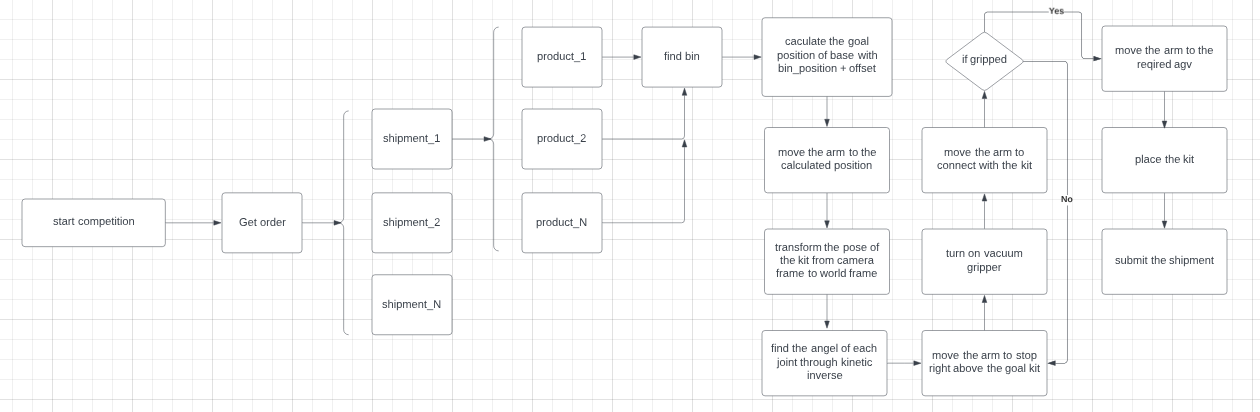 start competition
Get order
shipment_1
shipment_2
shipment_N
product_1
product_2
product_N
find bin
caculate the goal
position of base with
bin_position + offset
move the arm to the
calculated position
transform the pose of
the kit from camera
frame to world frame
find the angel of each
joint through kinetic
inverse
move the arm to stop
right above the goal kit
turn on vacuum
gripper
move the arm to
connect with the kit
if gripped
Yes
No
move the arm to the
reqired agv
place the kit
submit the shipment